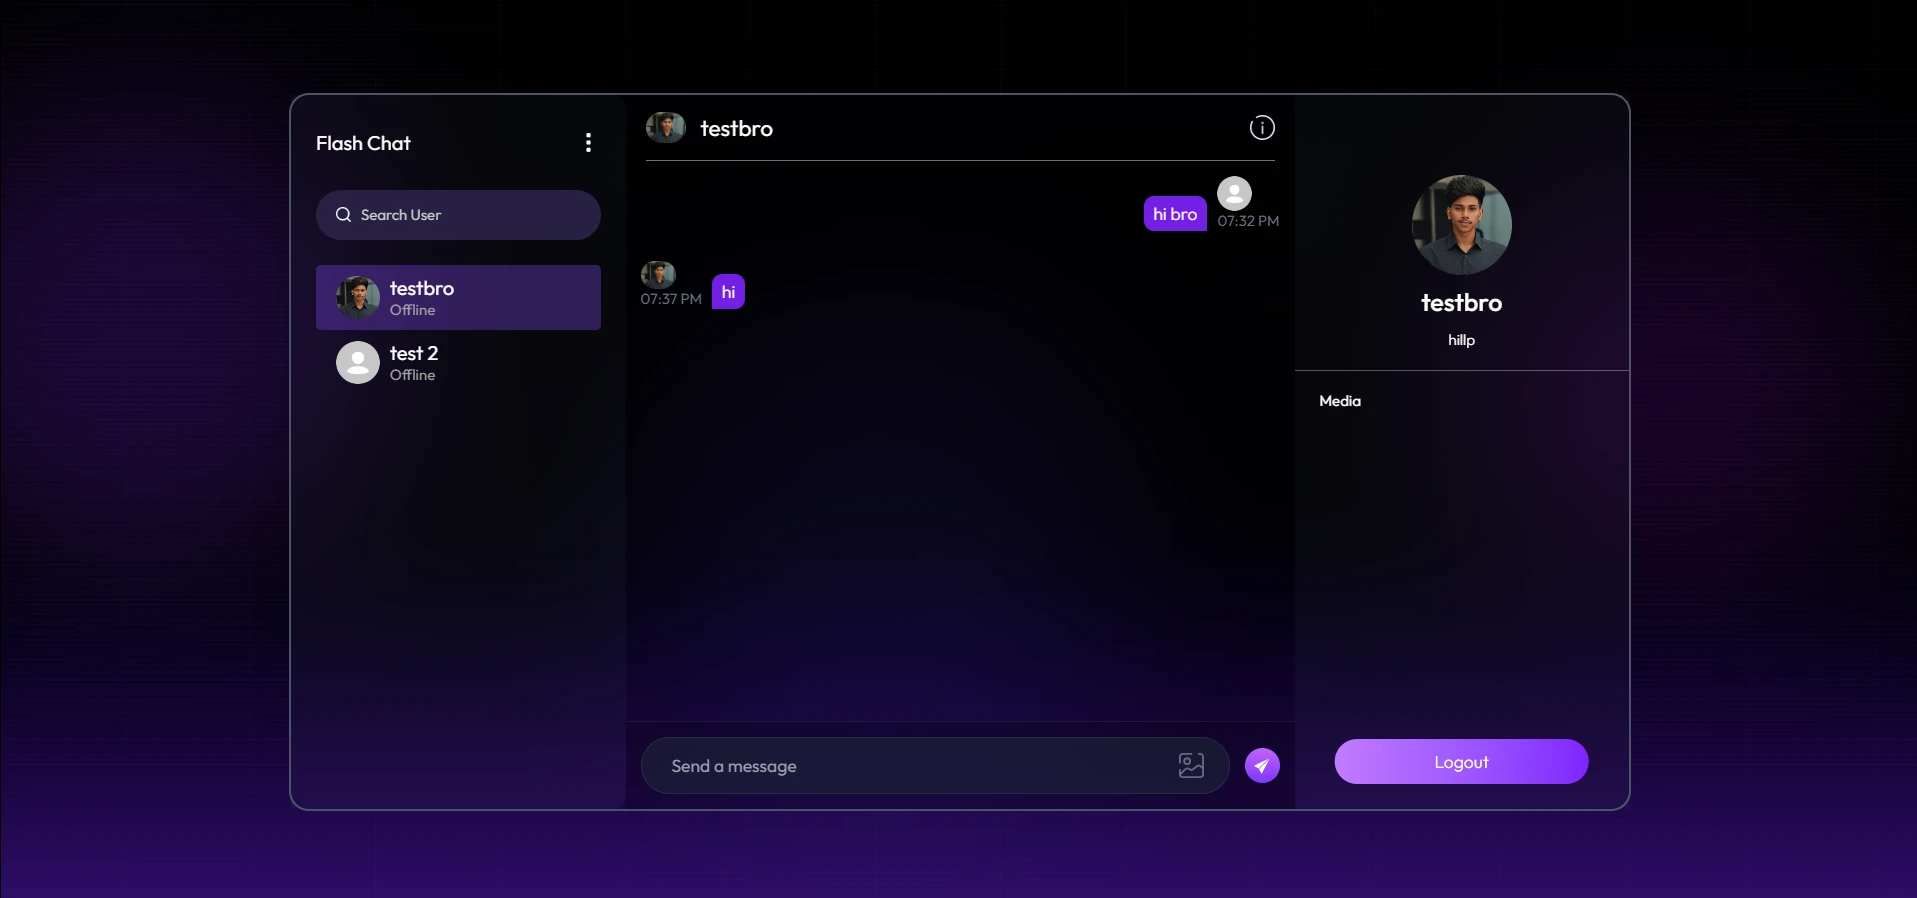 Flash Chat
Search User
testbro
Offline
test 2
Offline
testbro
hi bro
07:32 PM
07:37 PM
hi
Send a message
testbro
hillp
Media
Logout